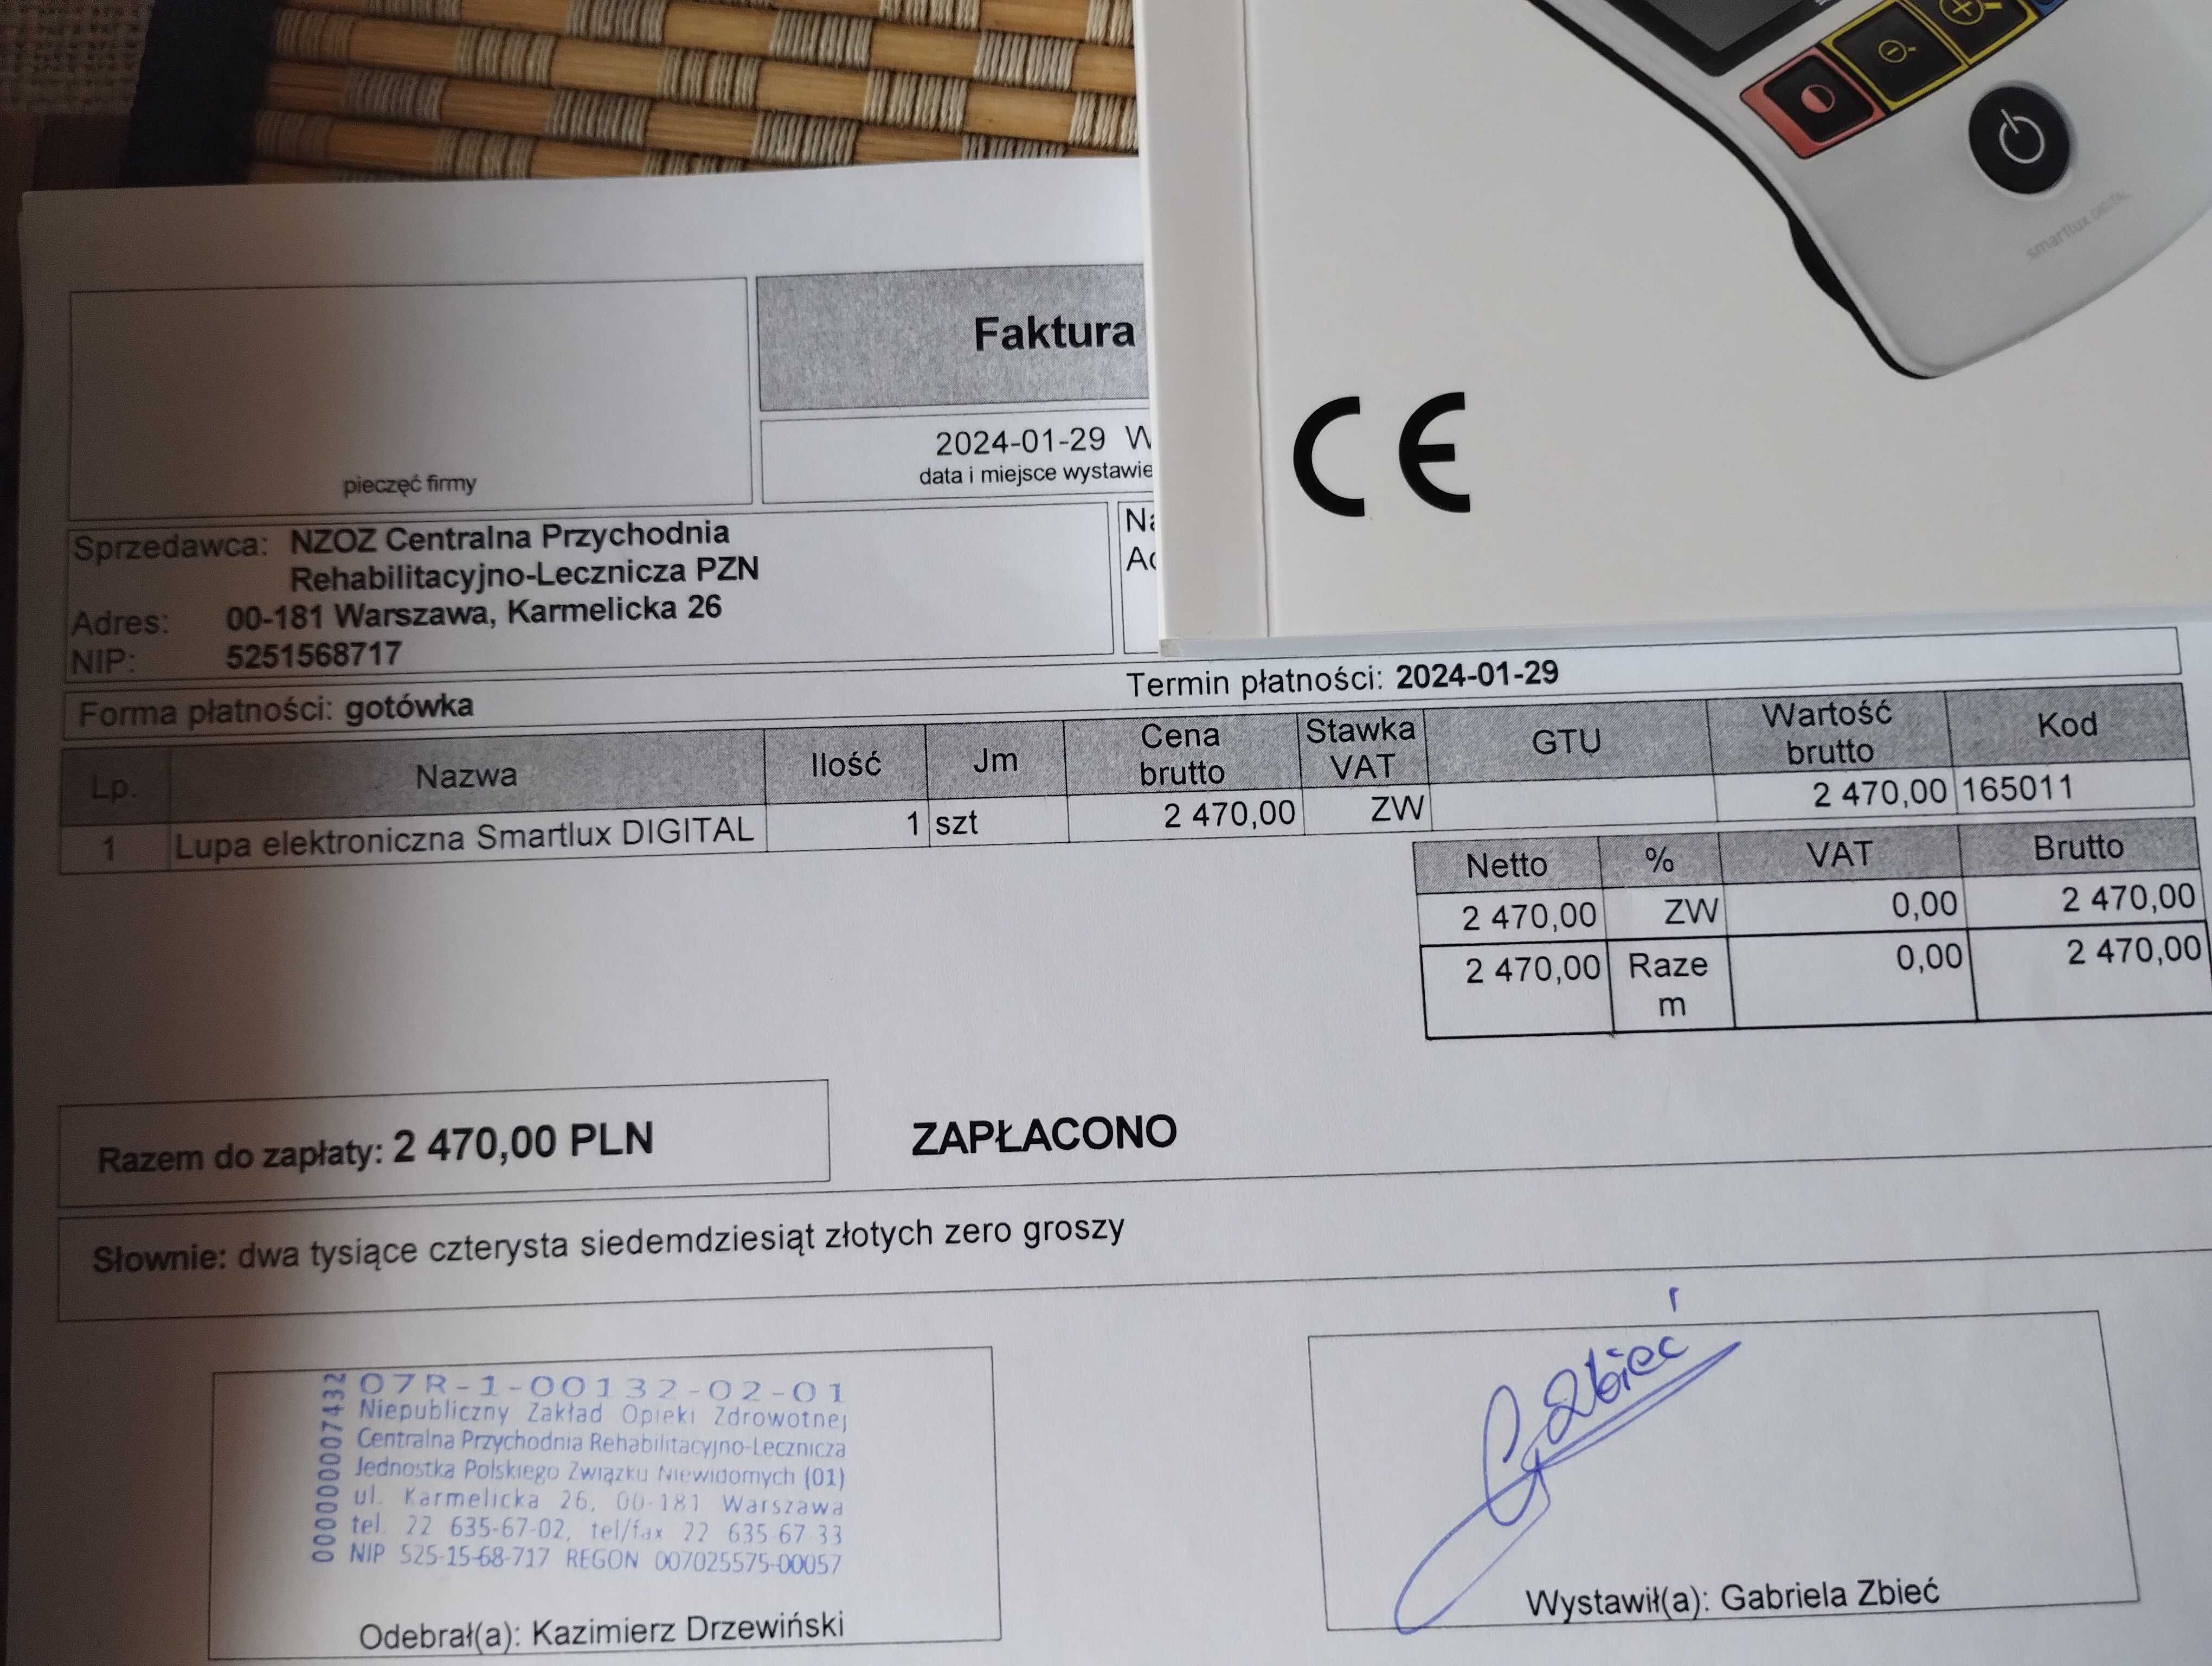 smartlux DIGITAL
CE
Faktura
2024-01-29
data i miejsce wystawie
pieczęć firmy
Sprzedawca: NZOZ Centralna Przychodnia
Rehabilitacyjno-Lecznicza PZN
Adres: 00-181 Warszawa, Karmelicka 26
NIP: 5251568717
Forma płatności: gotówka
Termin płatności: 2024-01-29
Lp. Nazwa Ilość Jm Cena brutto Stawka VAT GTU Wartość brutto Kod
1 Lupa elektroniczna Smartlux DIGITAL 1 szt 2 470,00 ZW 2 470,00 165011
Netto % VAT Brutto
2 470,00 ZW 0,00 2 470,00
2 470,00 Raze 0,00 2 470,00
m
Razem do zapłaty: 2 470,00 PLN
ZAPŁACONO
Słownie: dwa tysiące czterysta siedemdziesiąt złotych zero groszy
000000007432
07R-1-00132-02-01
Niepubliczny Zakład Opieki Zdrowotnej
Centralna Przychodnia Rehabilitacyjno-Lecznicza
Jednostka Polskiego Związku Niewidomych (01)
ul. Karmelicka 26, 00-181 Warszawa
tel. 22 635-67-02, tel/fax 22 635 67 33
NIP 525-15-68-717 REGON 007025575-00057
Odebrał(a): Kazimierz Drzewiński
G Zbieć
Wystawił(a): Gabriela Zbieć